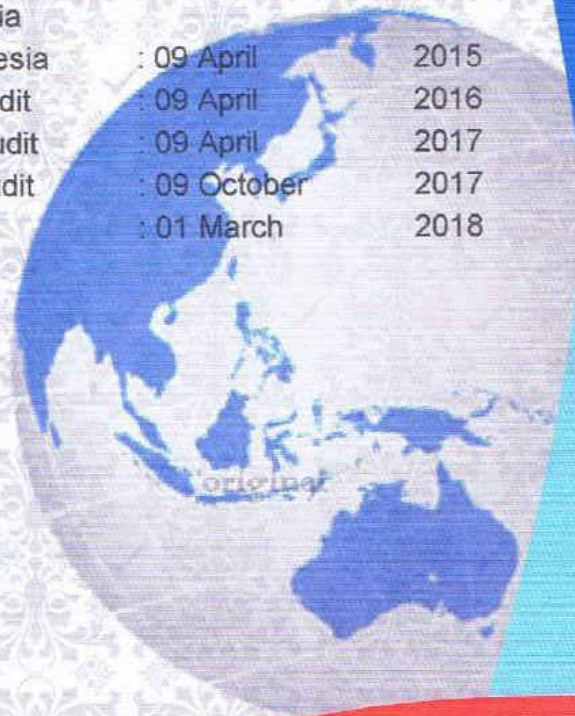 ia
esia : 09 April 2015
dit : 09 April 2016
udit : 09 April 2017
dit : 09 October 2017
: 01 March 2018
original